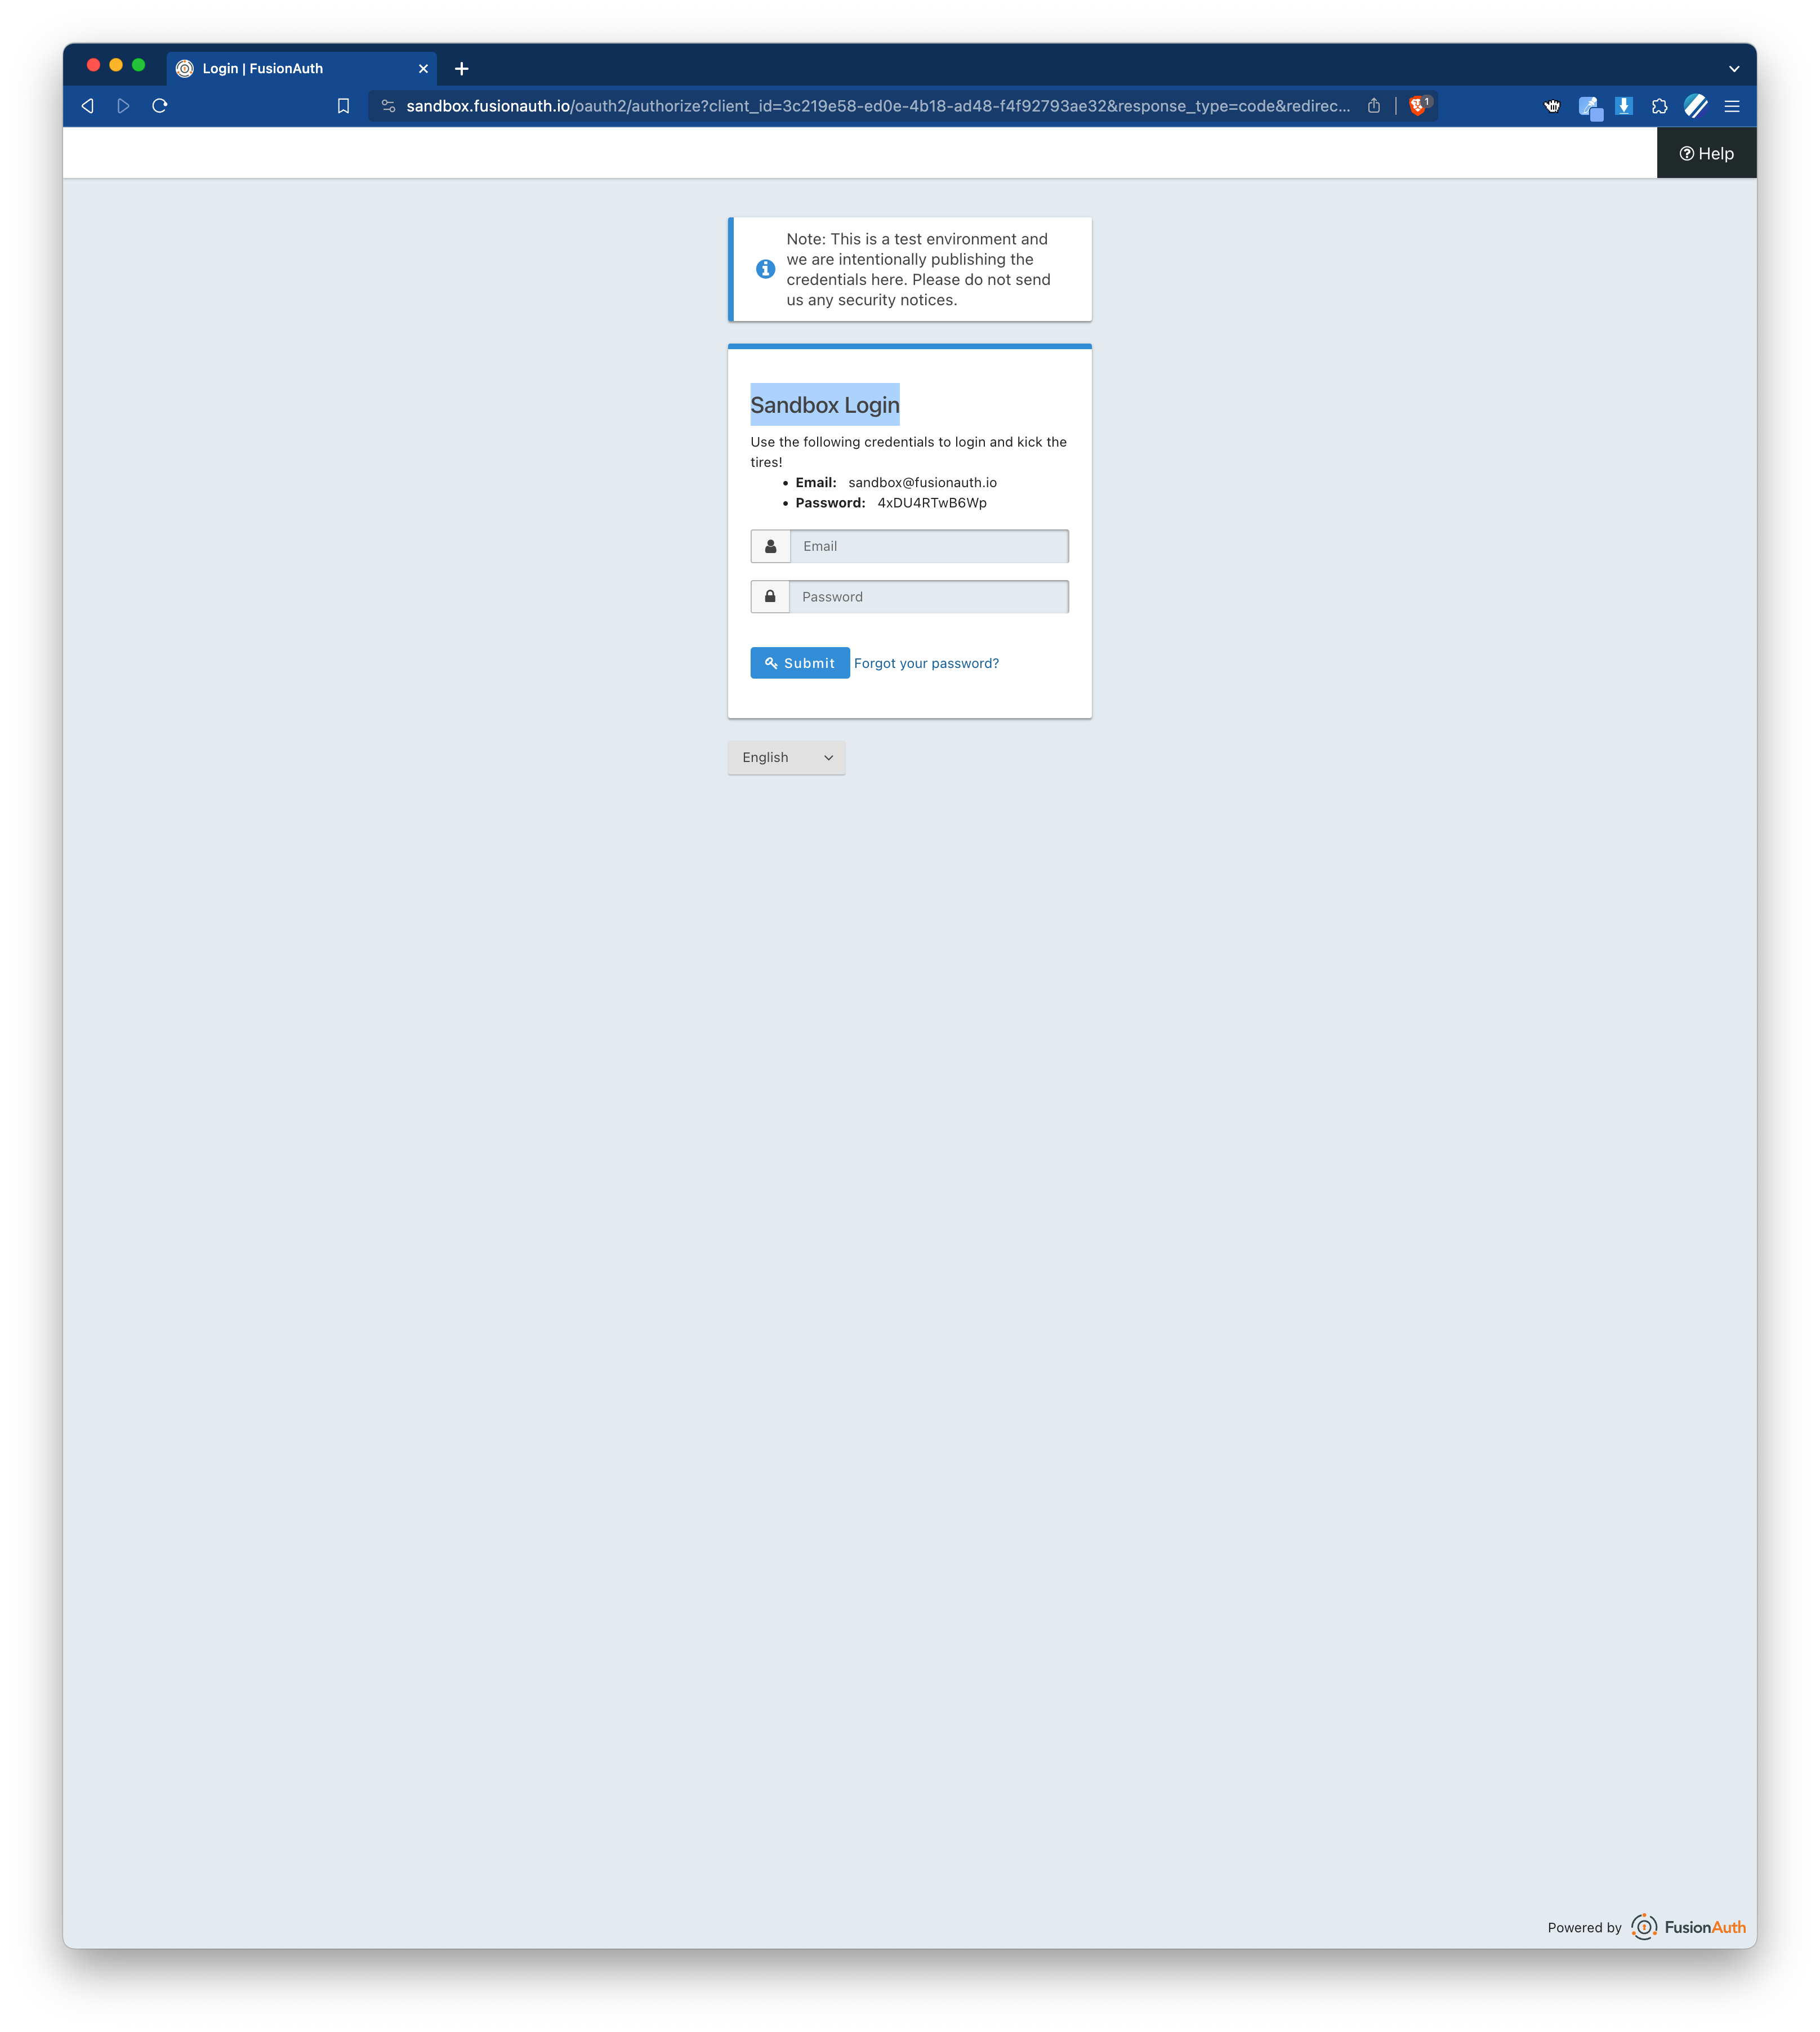 Login | FusionAuth
sandbox.fusionauth.io/oauth2/authorize?client_id=3c219e58-ed0e-4b18-ad48-f4f92793ae32&response_type=code&redirec...
1
Help
Note: This is a test environment and
we are intentionally publishing the
credentials here. Please do not send
us any security notices.
Sandbox Login
Use the following credentials to login and kick the
tires!
• Email: sandbox@fusionauth.io
• Password: 4xDU4RTwB6Wp
Email
Password
Submit Forgot your password?
English
Powered by FusionAuth